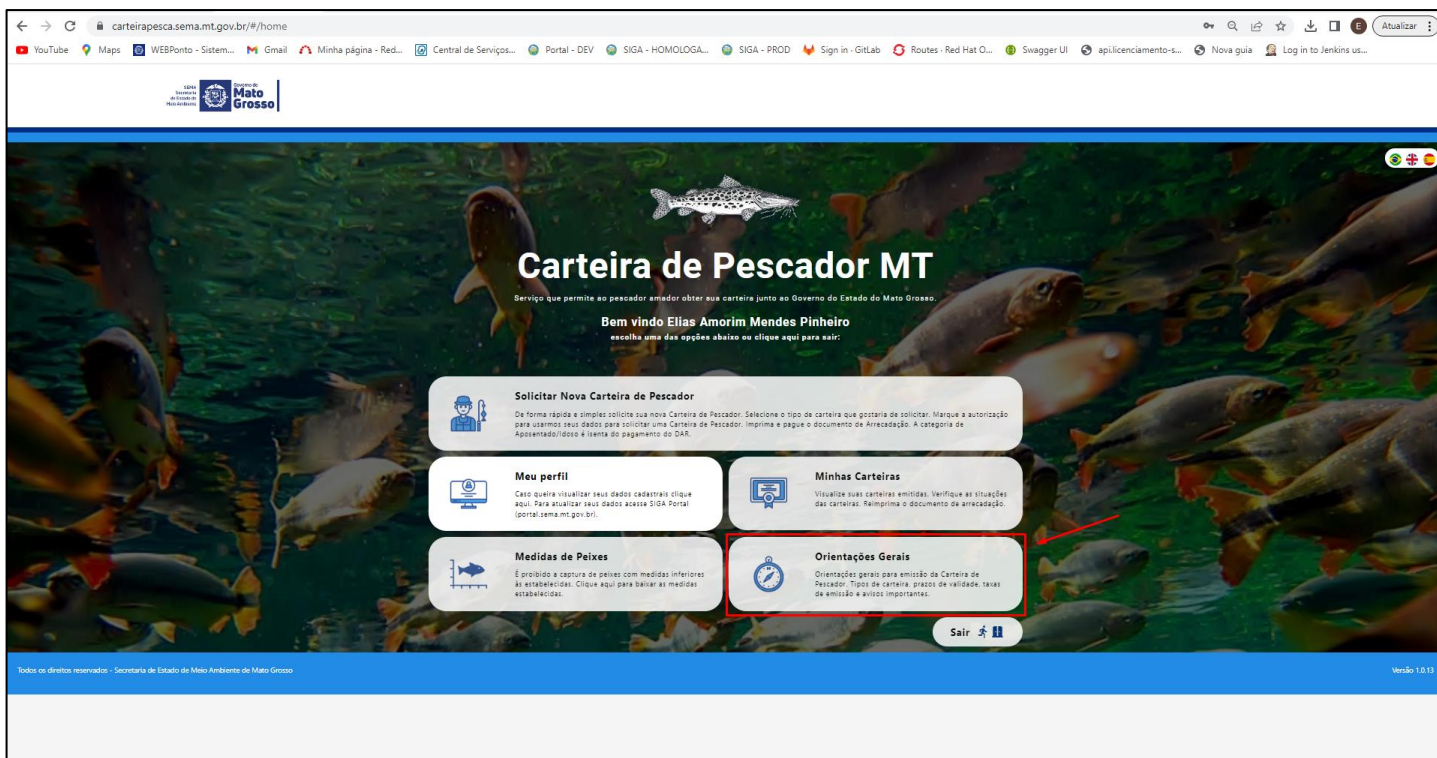 carteirapesca.sema.mt.gov.br/#/home
Atualizar
YouTube Maps WEBPonto - Sistem... Gmail Minha página - Red... Central de Serviços... Portal - DEV SIGA - HOMOLOGA... SIGA - PROD Sign in · GitLab Routes · Red Hat O... Swagger UI api.licenciamento-s... Nova guia Log in to Jenkins us...
SEMA
Secretaria
de Estado de
Meio Ambiente
Governo de
Mato
Grosso
Carteira de Pescador MT
Serviço que permite ao pescador amador obter sua carteira junto ao Governo do Estado do Mato Grosso.
Bem vindo Elias Amorim Mendes Pinheiro
escolha uma das opções abaixo ou clique aqui para sair:
Solicitar Nova Carteira de Pescador
De forma rápida e simples solicite sua nova Carteira de Pescador. Selecione o tipo de carteira que gostaria de solicitar. Marque a autorização
para usarmos seus dados para solicitar uma Carteira de Pescador. Imprima e pague o documento de Arrecadação. A categoria de
Aposentado/Idoso é isenta do pagamento do DAR.
Meu perfil
Caso queira visualizar seus dados cadastrais clique
aqui. Para atualizar seus dados acesse SIGA Portal
(portal.sema.mt.gov.br).
Minhas Carteiras
Visualize suas carteiras emitidas. Verifique as situações
das carteiras. Reimprima o documento de arrecadação.
Medidas de Peixes
É proibido a captura de peixes com medidas inferiores
às estabelecidas. Clique aqui para baixar as medidas
estabelecidas.
Orientações Gerais
Orientações gerais para emissão da Carteira de
Pescador. Tipos de carteira, prazos de validade, taxas
de emissão e avisos importantes.
Sair
Todos os direitos reservados - Secretaria de Estado de Meio Ambiente de Mato Grosso
Versão 1.0.13